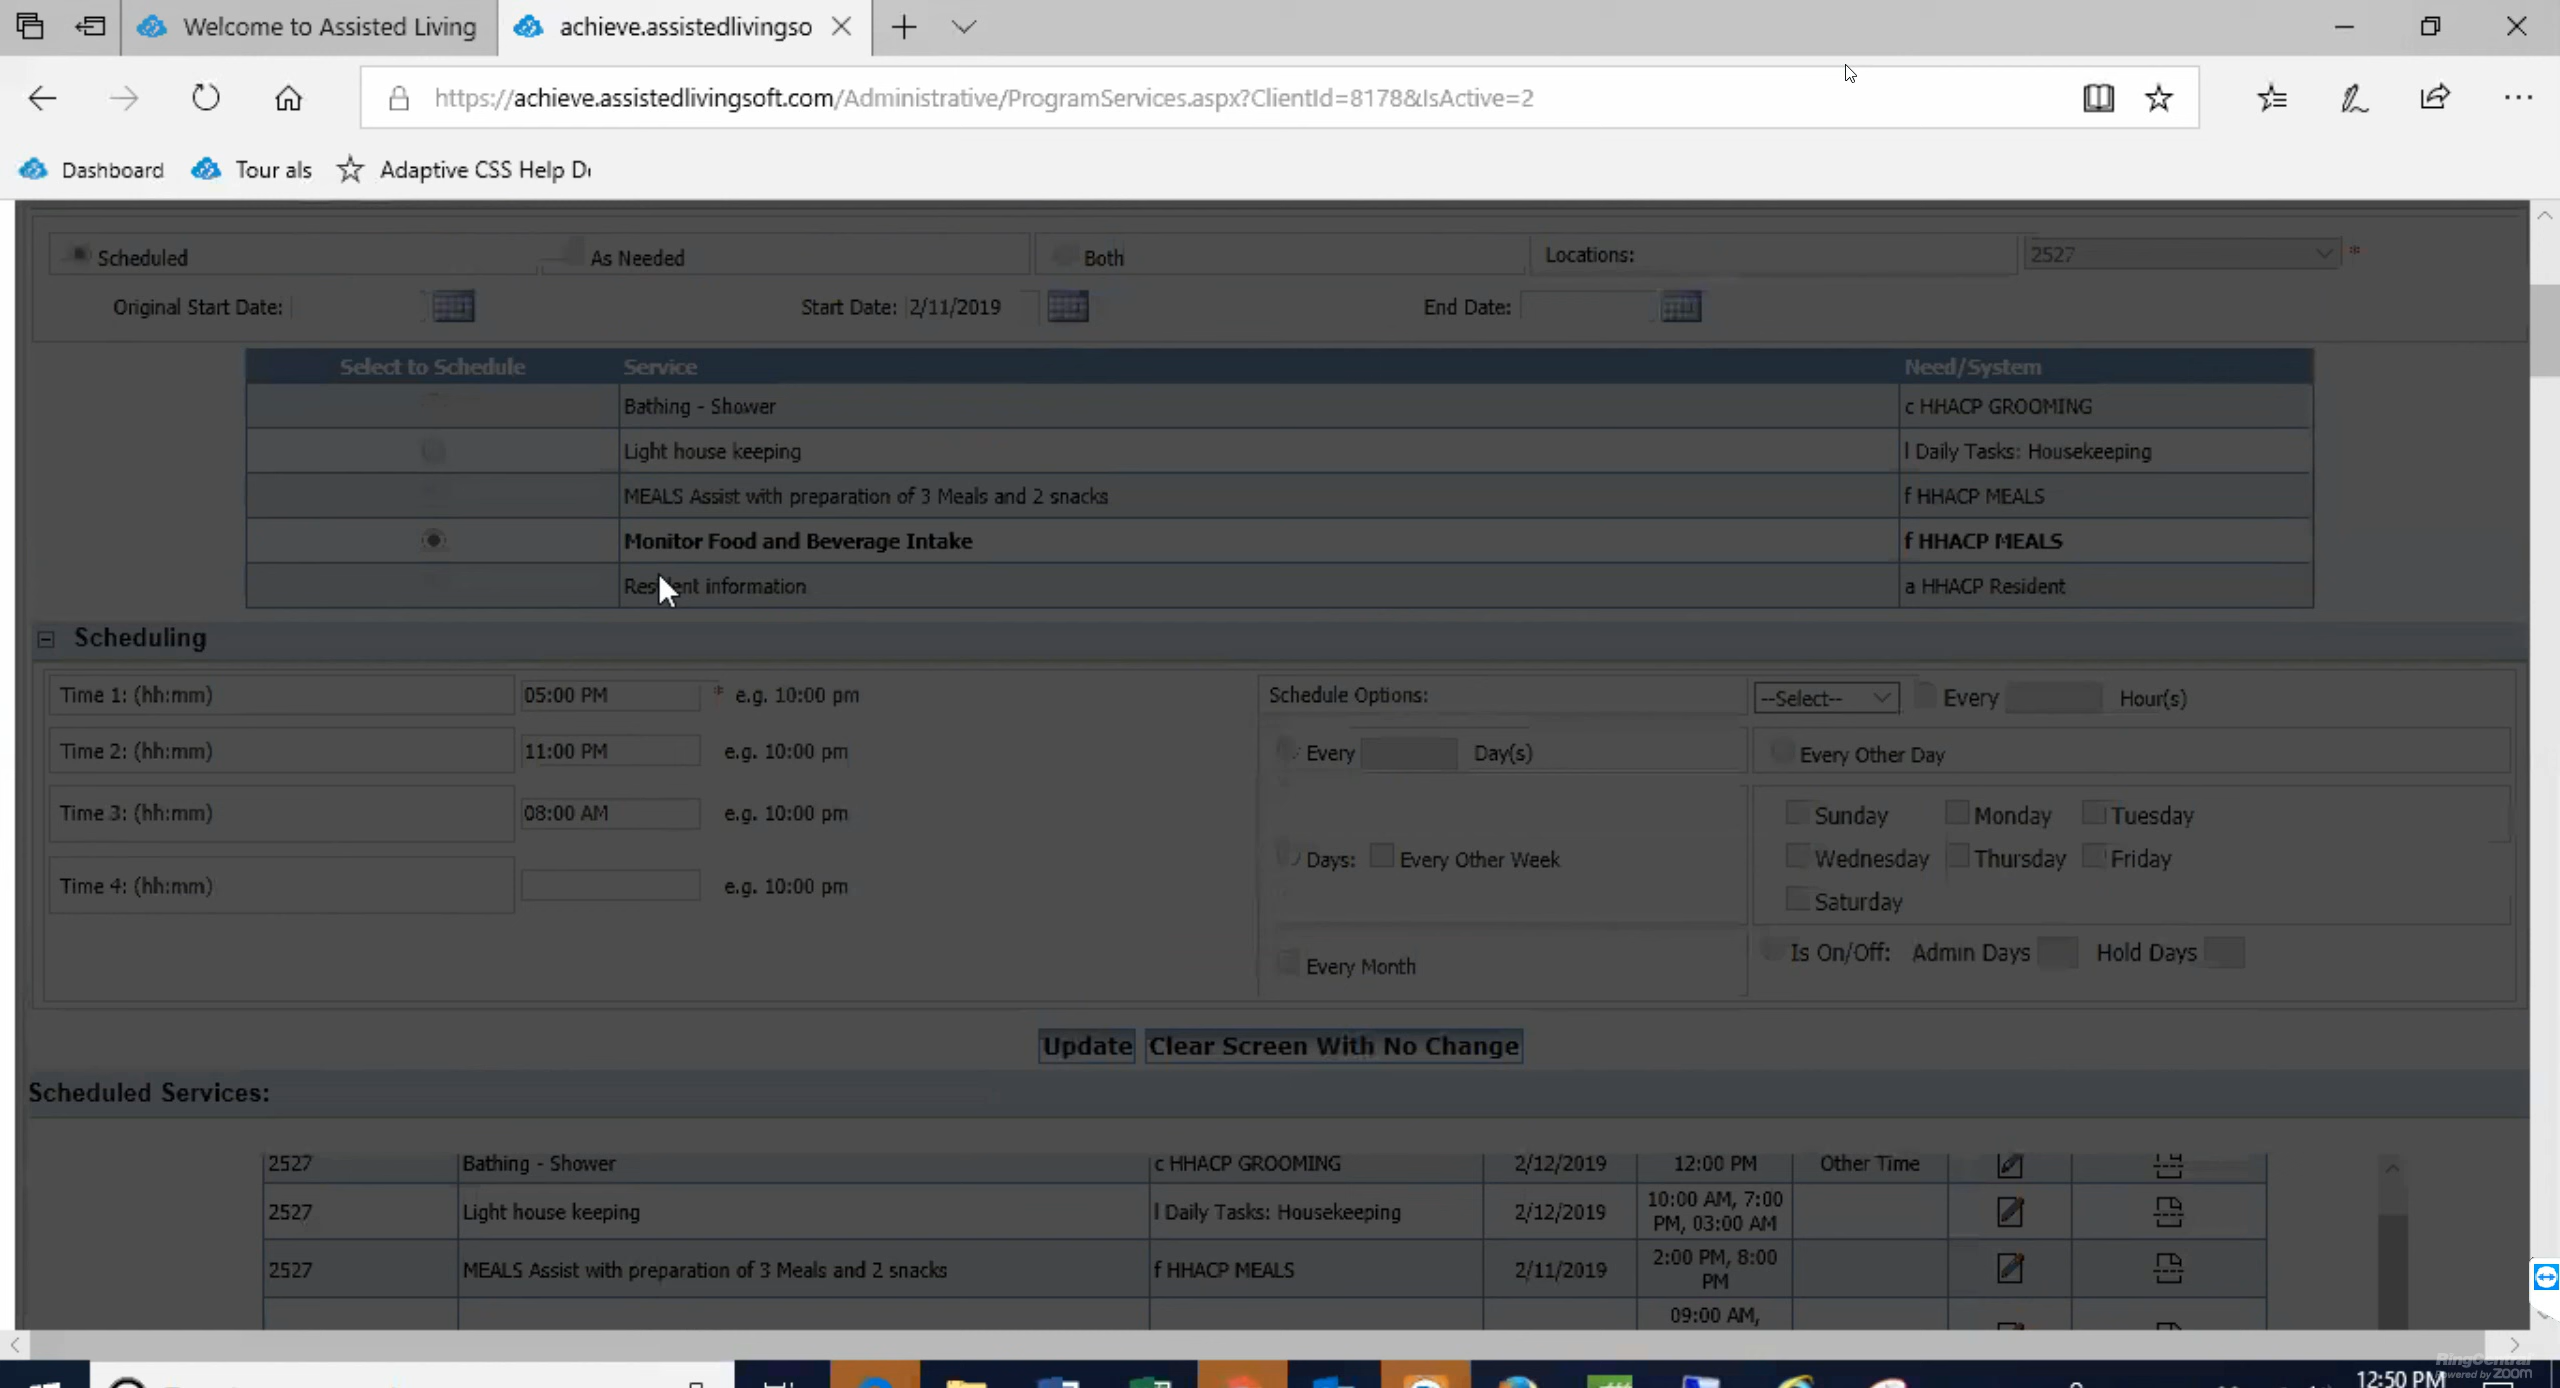 Welcome to Assisted Living
achieve.assistedlivingso
https://achieve.assistedlivingsoft.com/Administrative/ProgramServices.aspx?ClientId=8178&IsActive=2
Dashboard Tour als Adaptive CSS Help D
Scheduled As Needed Both Locations: 2527 *
Original Start Date: Start Date: 2/11/2019 End Date:
Select to Schedule Service Need/System
Bathing - Shower c HHACP GROOMING
Light house keeping l Daily Tasks: Housekeeping
MEALS Assist with preparation of 3 Meals and 2 snacks f HHACP MEALS
Monitor Food and Beverage Intake f HHACP MEALS
Resident information a HHACP Resident
Scheduling
Time 1: (hh:mm) 05:00 PM * e.g. 10:00 pm Schedule Options: --Select-- Every Hour(s)
Time 2: (hh:mm) 11:00 PM e.g. 10:00 pm Every Day(s) Every Other Day
Time 3: (hh:mm) 08:00 AM e.g. 10:00 pm Sunday Monday Tuesday
Days: Every Other Week Wednesday Thursday Friday
Time 4: (hh:mm) e.g. 10:00 pm Saturday
Every Month Is On/Off: Admin Days Hold Days
Update Clear Screen With No Change
Scheduled Services:
2527 Bathing - Shower c HHACP GROOMING 2/12/2019 12:00 PM Other Time
2527 Light house keeping l Daily Tasks: Housekeeping 2/12/2019 10:00 AM, 7:00
PM, 03:00 AM
2527 MEALS Assist with preparation of 3 Meals and 2 snacks f HHACP MEALS 2/11/2019 2:00 PM, 8:00
PM
09:00 AM,
RingCentral
Powered by zoom
12:50 PM